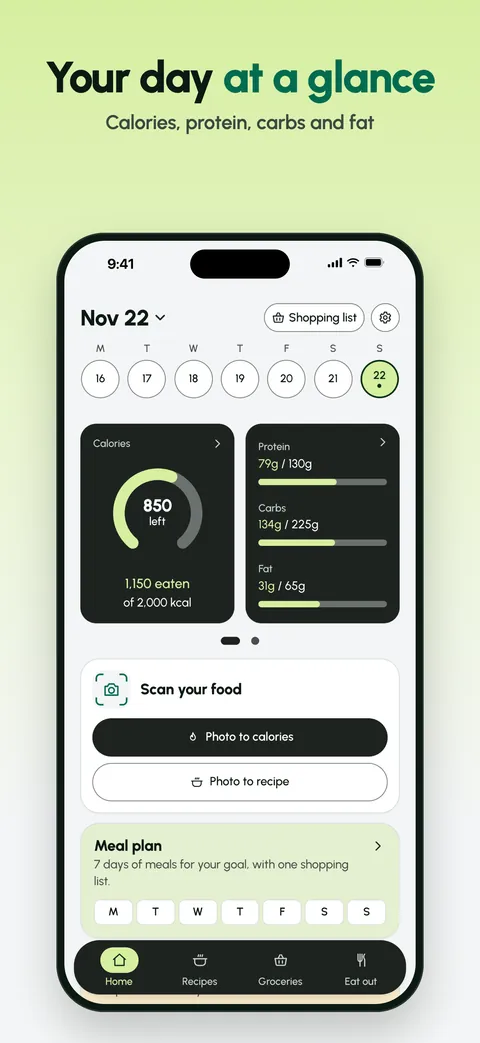 Your day at a glance
Calories, protein, carbs and fat
9:41
Nov 22
Shopping list
M T W T F S S
16 17 18 19 20 21 22
Calories
850
left
1,150 eaten
of 2,000 kcal
Protein
79g / 130g
Carbs
134g / 225g
Fat
31g / 65g
Scan your food
Photo to calories
Photo to recipe
Meal plan
7 days of meals for your goal, with one shopping
list.
M T W T F S S
Home Recipes Groceries Eat out